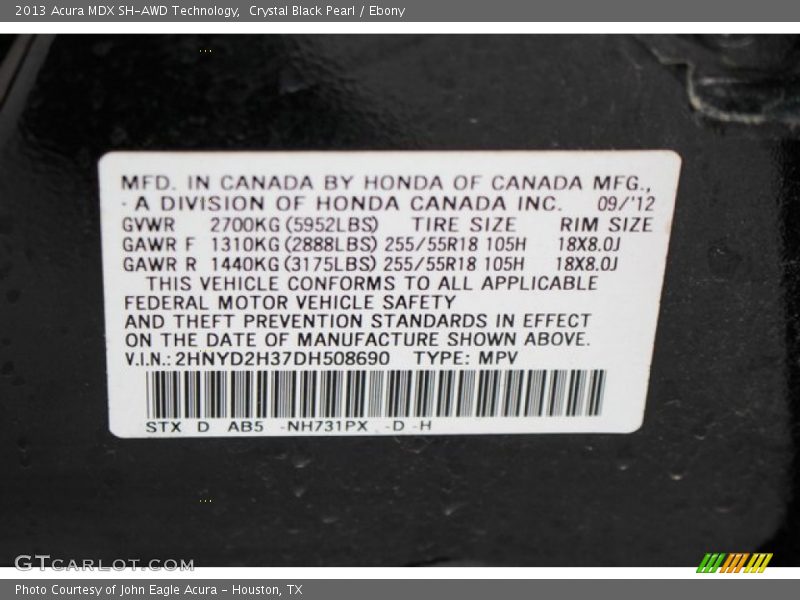 2013 Acura MDX SH-AWD Technology,  Crystal Black Pearl / Ebony
MFD. IN CANADA BY HONDA OF CANADA MFG.,
A DIVISION OF HONDA CANADA INC. 09/'12
GVWR 2700KG (5952LBS) TIRE SIZE RIM SIZE
GAWR F 1310KG (2888LBS) 255/55R18 105H 18X8.0J
GAWR R 1440KG (3175LBS) 255/55R18 105H 18X8.0J
THIS VEHICLE CONFORMS TO ALL APPLICABLE
FEDERAL MOTOR VEHICLE SAFETY
AND THEFT PREVENTION STANDARDS IN EFFECT
ON THE DATE OF MANUFACTURE SHOWN ABOVE.
V.I.N.: 2HNYD2H37DH508690 TYPE: MPV
STX D AB5 -NH731PX -D -H
GTCARLOT.COM
Photo Courtesy of John Eagle Acura - Houston, TX